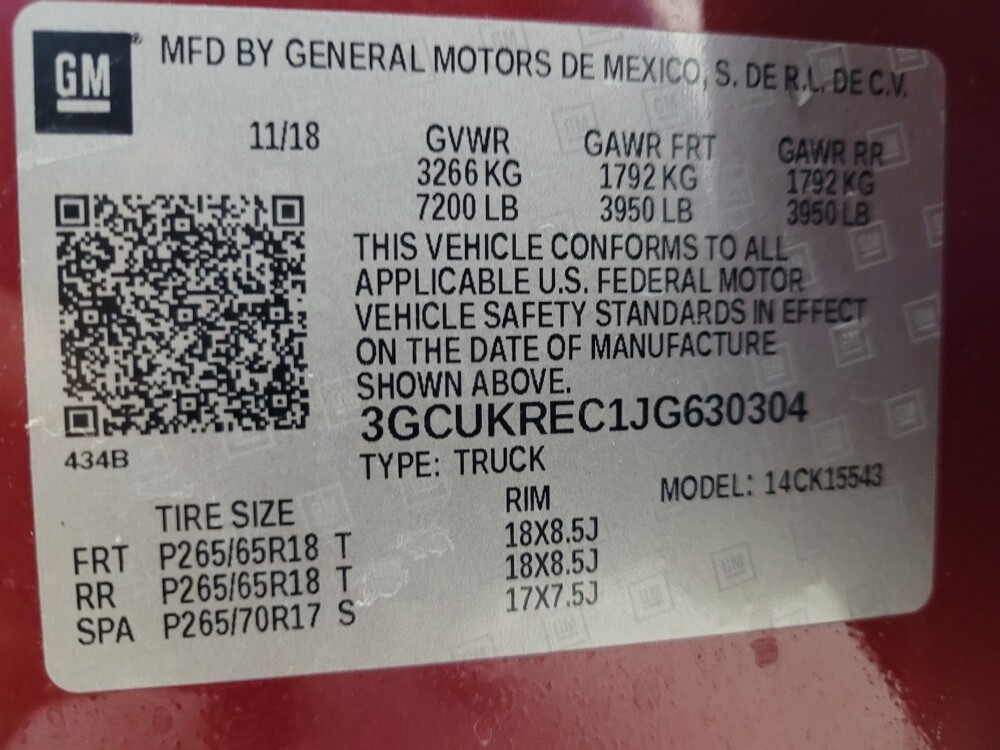 GM MFD BY GENERAL MOTORS DE MEXICO, S. DE R.L. DE C.V.
11/18 GVWR GAWR FRT GAWR RR
3266 KG 1792 KG 1792 KG
7200 LB 3950 LB 3950 LB
THIS VEHICLE CONFORMS TO ALL
APPLICABLE U.S. FEDERAL MOTOR
VEHICLE SAFETY STANDARDS IN EFFECT
ON THE DATE OF MANUFACTURE
SHOWN ABOVE.
3GCUKREC1JG630304
434B
TYPE: TRUCK MODEL: 14CK15543
TIRE SIZE RIM
FRT P265/65R18 T 18X8.5J
RR P265/65R18 T 18X8.5J
SPA P265/70R17 S 17X7.5J